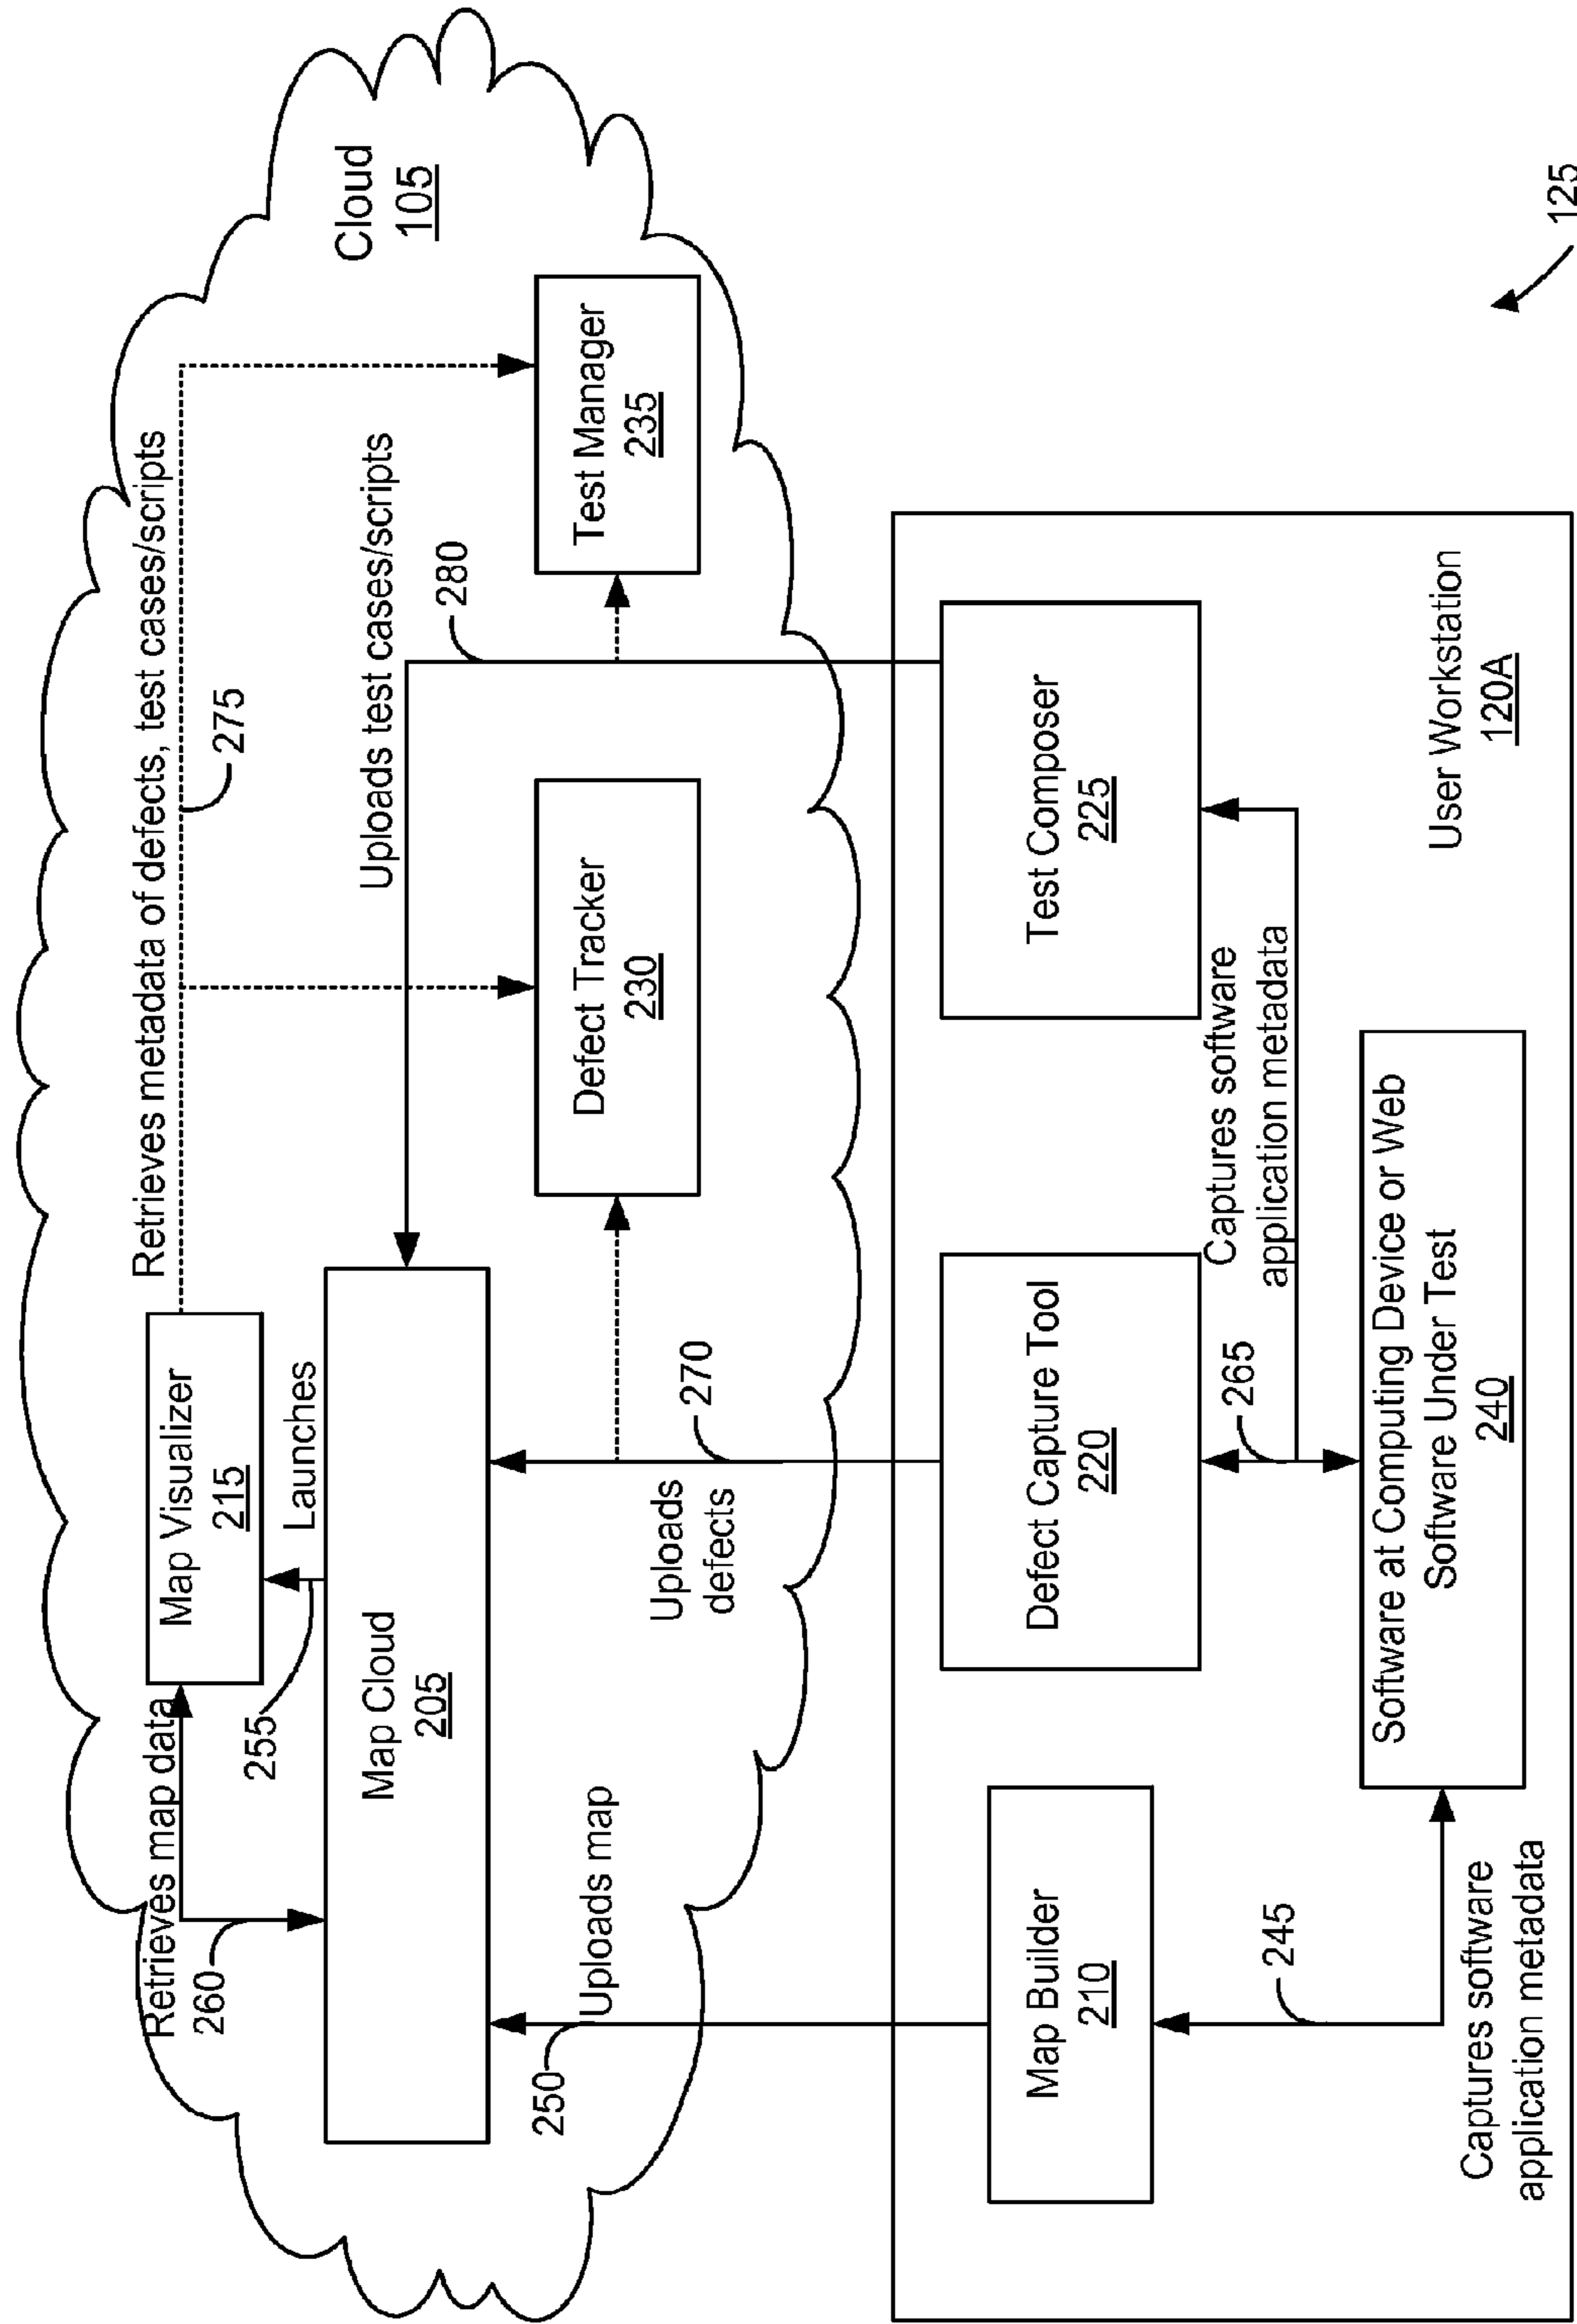 Cloud
105
Retrieves metadata of defects, test cases/scripts
275
Map Visualizer
215
Retrieves map data
260
255
Launches
Uploads test cases/scripts
280
Map Cloud
205
Defect Tracker
230
Test Manager
235
250
Uploads map
Uploads
defects
270
Map Builder
210
Defect Capture Tool
220
Test Composer
225
245
265
Captures software
application metadata
Captures software
application metadata
Software at Computing Device or Web
Software Under Test
240
User Workstation
120A
125